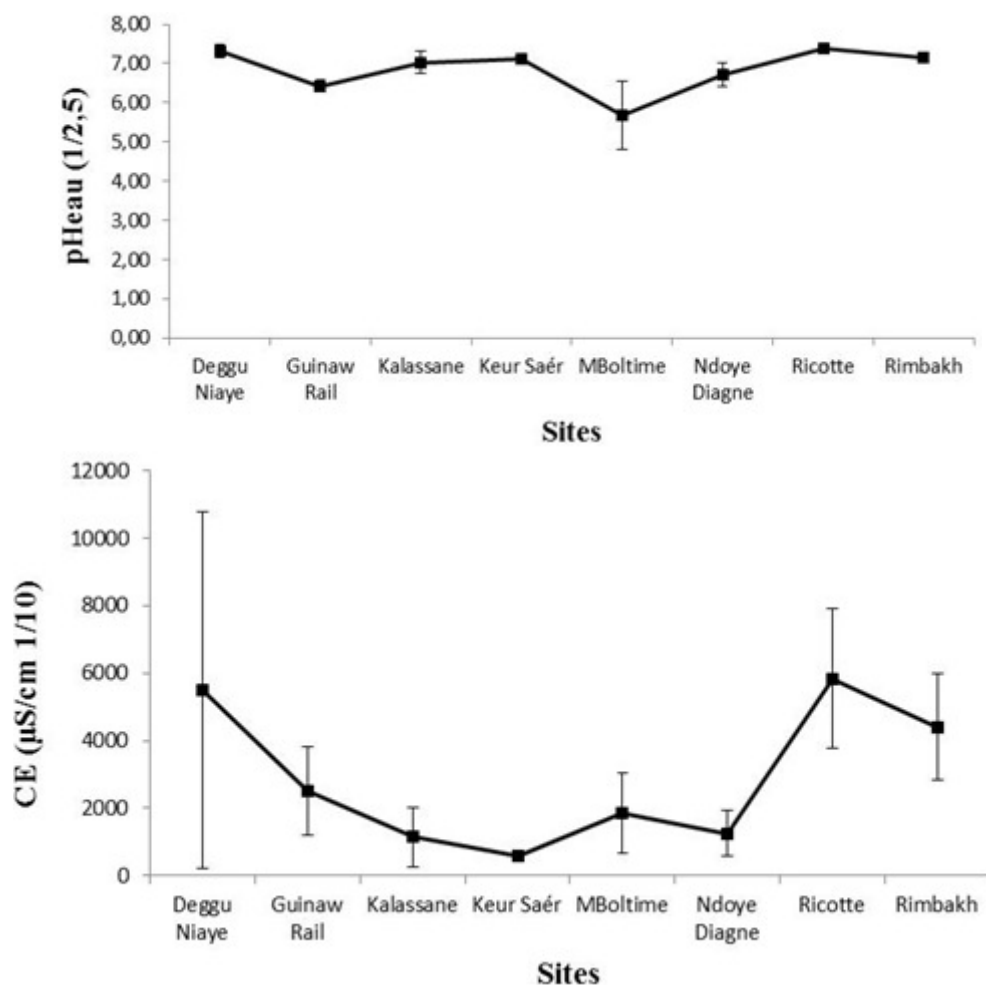 8,00
7,00
6,00
5,00
4,00
3,00
2,00
1,00
0,00
pHeau (1/2,5)
Deggu Niaye
Guinaw Rail
Kalassane
Keur Saér
MBoltime
Ndoye Diagne
Ricotte
Rimbakh
Sites
12000
10000
8000
6000
4000
2000
0
CE (µS/cm 1/10)
Deggu Niaye
Guinaw Rail
Kalassane
Keur Saér
MBoltime
Ndoye Diagne
Ricotte
Rimbakh
Sites